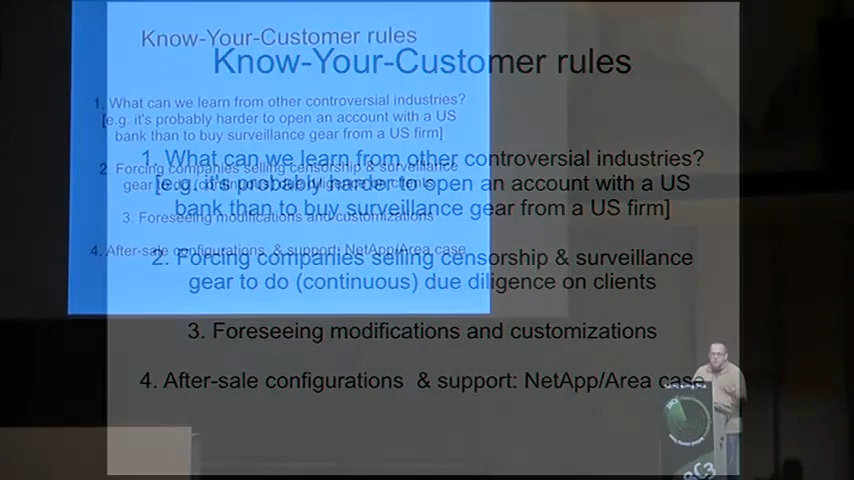 Know-Your-Customer rules
1. What can we learn from other controversial industries?
[e.g. it's probably harder to open an account with a US
bank than to buy surveillance gear from a US firm]
2. Forcing companies selling censorship & surveillance
gear to do (continuous) due diligence on clients
3. Foreseeing modifications and customizations
4. After-sale configurations & support: NetApp/Area case
Know-Your-Customer rules
1. What can we learn from other controversial industries?
[e.g. it's probably harder to open an account with a US
bank than to buy surveillance gear from a US firm]
2. Forcing companies selling censorship & surveillance
gear to do (continuous) due diligence on clients
3. Foreseeing modifications and customizations
4. After-sale configurations & support: NetApp/Area case